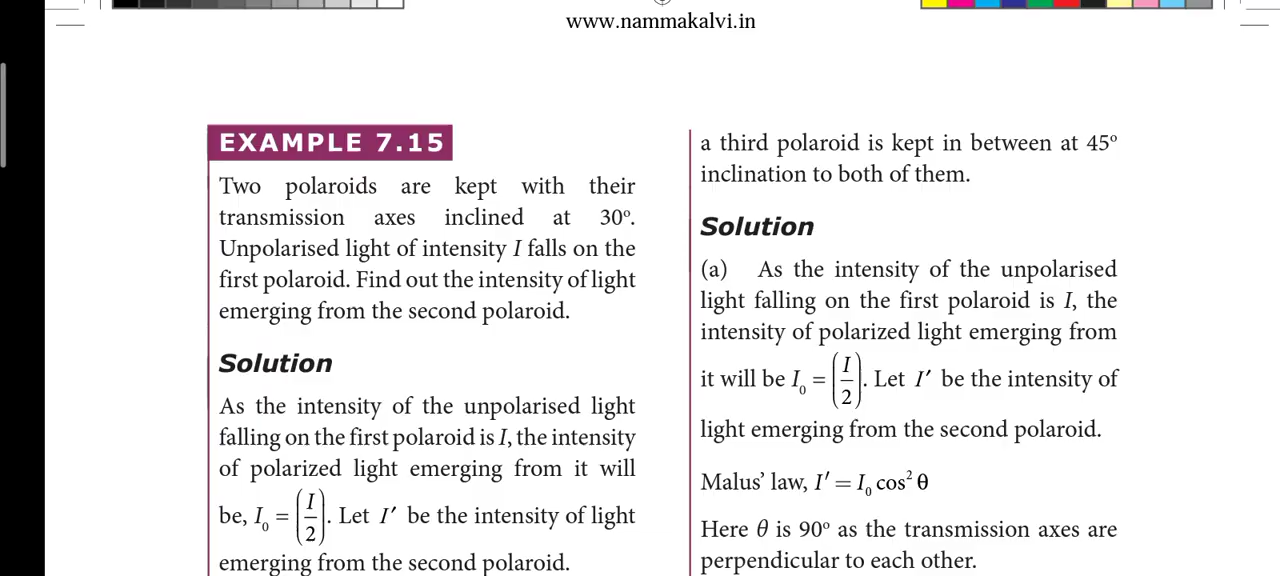 www.nammakalvi.in
EXAMPLE 7.15
Two polaroids are kept with their
transmission axes inclined at 30º.
Unpolarised light of intensity I falls on the
first polaroid. Find out the intensity of light
emerging from the second polaroid.
Solution
As the intensity of the unpolarised light
falling on the first polaroid is I, the intensity
of polarized light emerging from it will
be, I₀ = (I/2). Let I′ be the intensity of light
emerging from the second polaroid.
a third polaroid is kept in between at 45º
inclination to both of them.
Solution
(a) As the intensity of the unpolarised
light falling on the first polaroid is I, the
intensity of polarized light emerging from
it will be I₀ = (I/2). Let I′ be the intensity of
light emerging from the second polaroid.
Malus’ law, I′ = I₀ cos² θ
Here θ is 90º as the transmission axes are
perpendicular to each other.